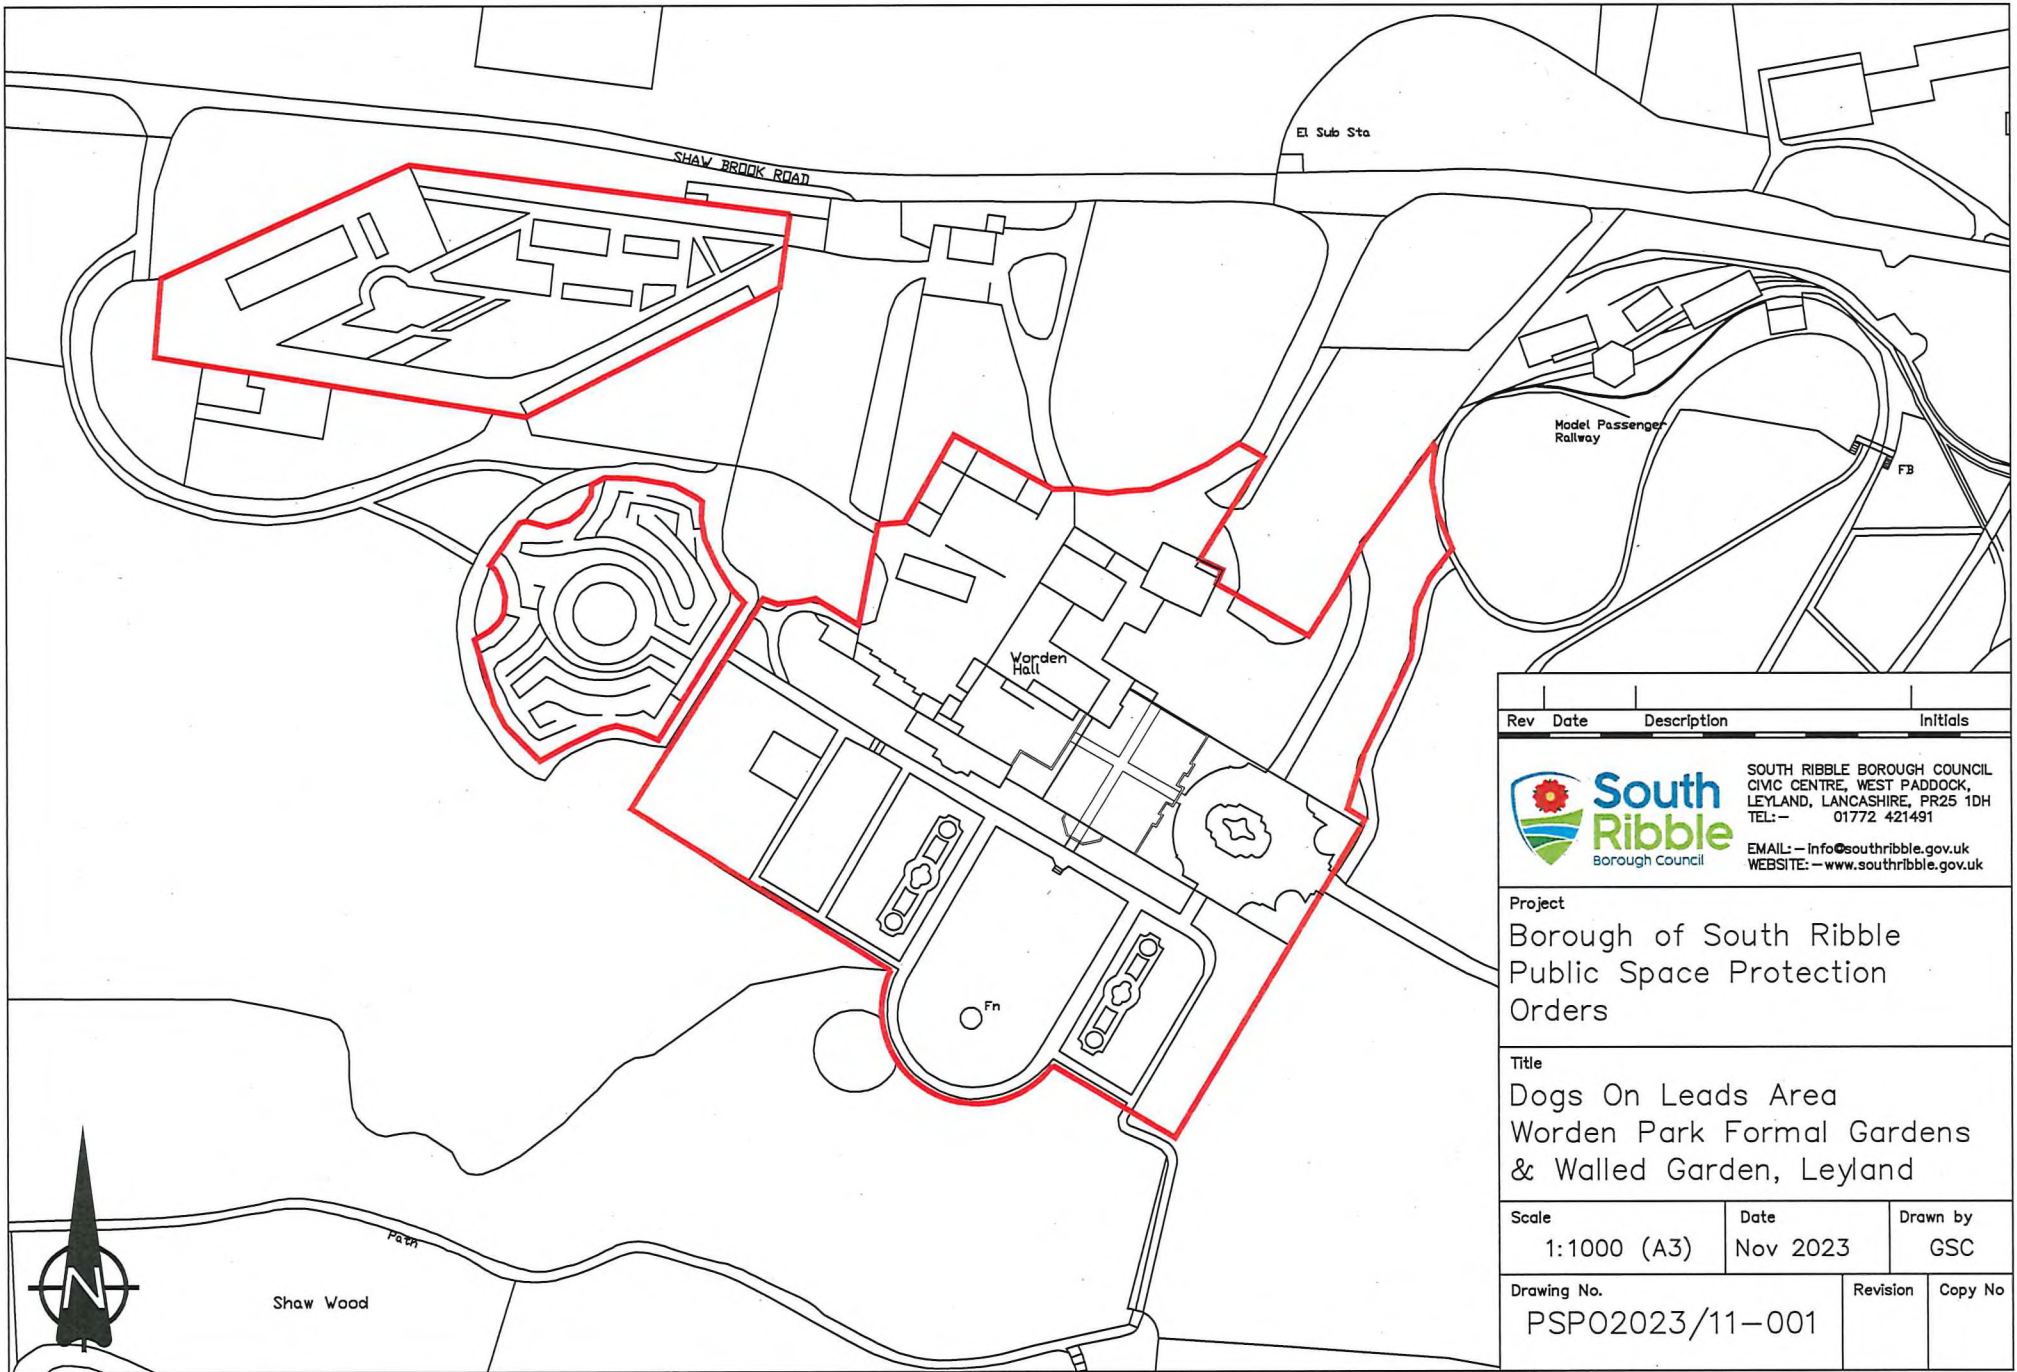 El Sub Sta
SHAW BROOK ROAD
Model Passenger
Railway
FB
Worden
Hall
Fn
Path
Shaw Wood
N
Rev Date Description Initials
South
Ribble
Borough Council
SOUTH RIBBLE BOROUGH COUNCIL
CIVIC CENTRE, WEST PADDOCK,
LEYLAND, LANCASHIRE, PR25 1DH
TEL:- 01772 421491
EMAIL:-info@southribble.gov.uk
WEBSITE:-www.southribble.gov.uk
Project
Borough of South Ribble
Public Space Protection
Orders
Title
Dogs On Leads Area
Worden Park Formal Gardens
& Walled Garden, Leyland
Scale Date Drawn by
1:1000 (A3) Nov 2023 GSC
Drawing No. Revision Copy No
PSPO2023/11-001